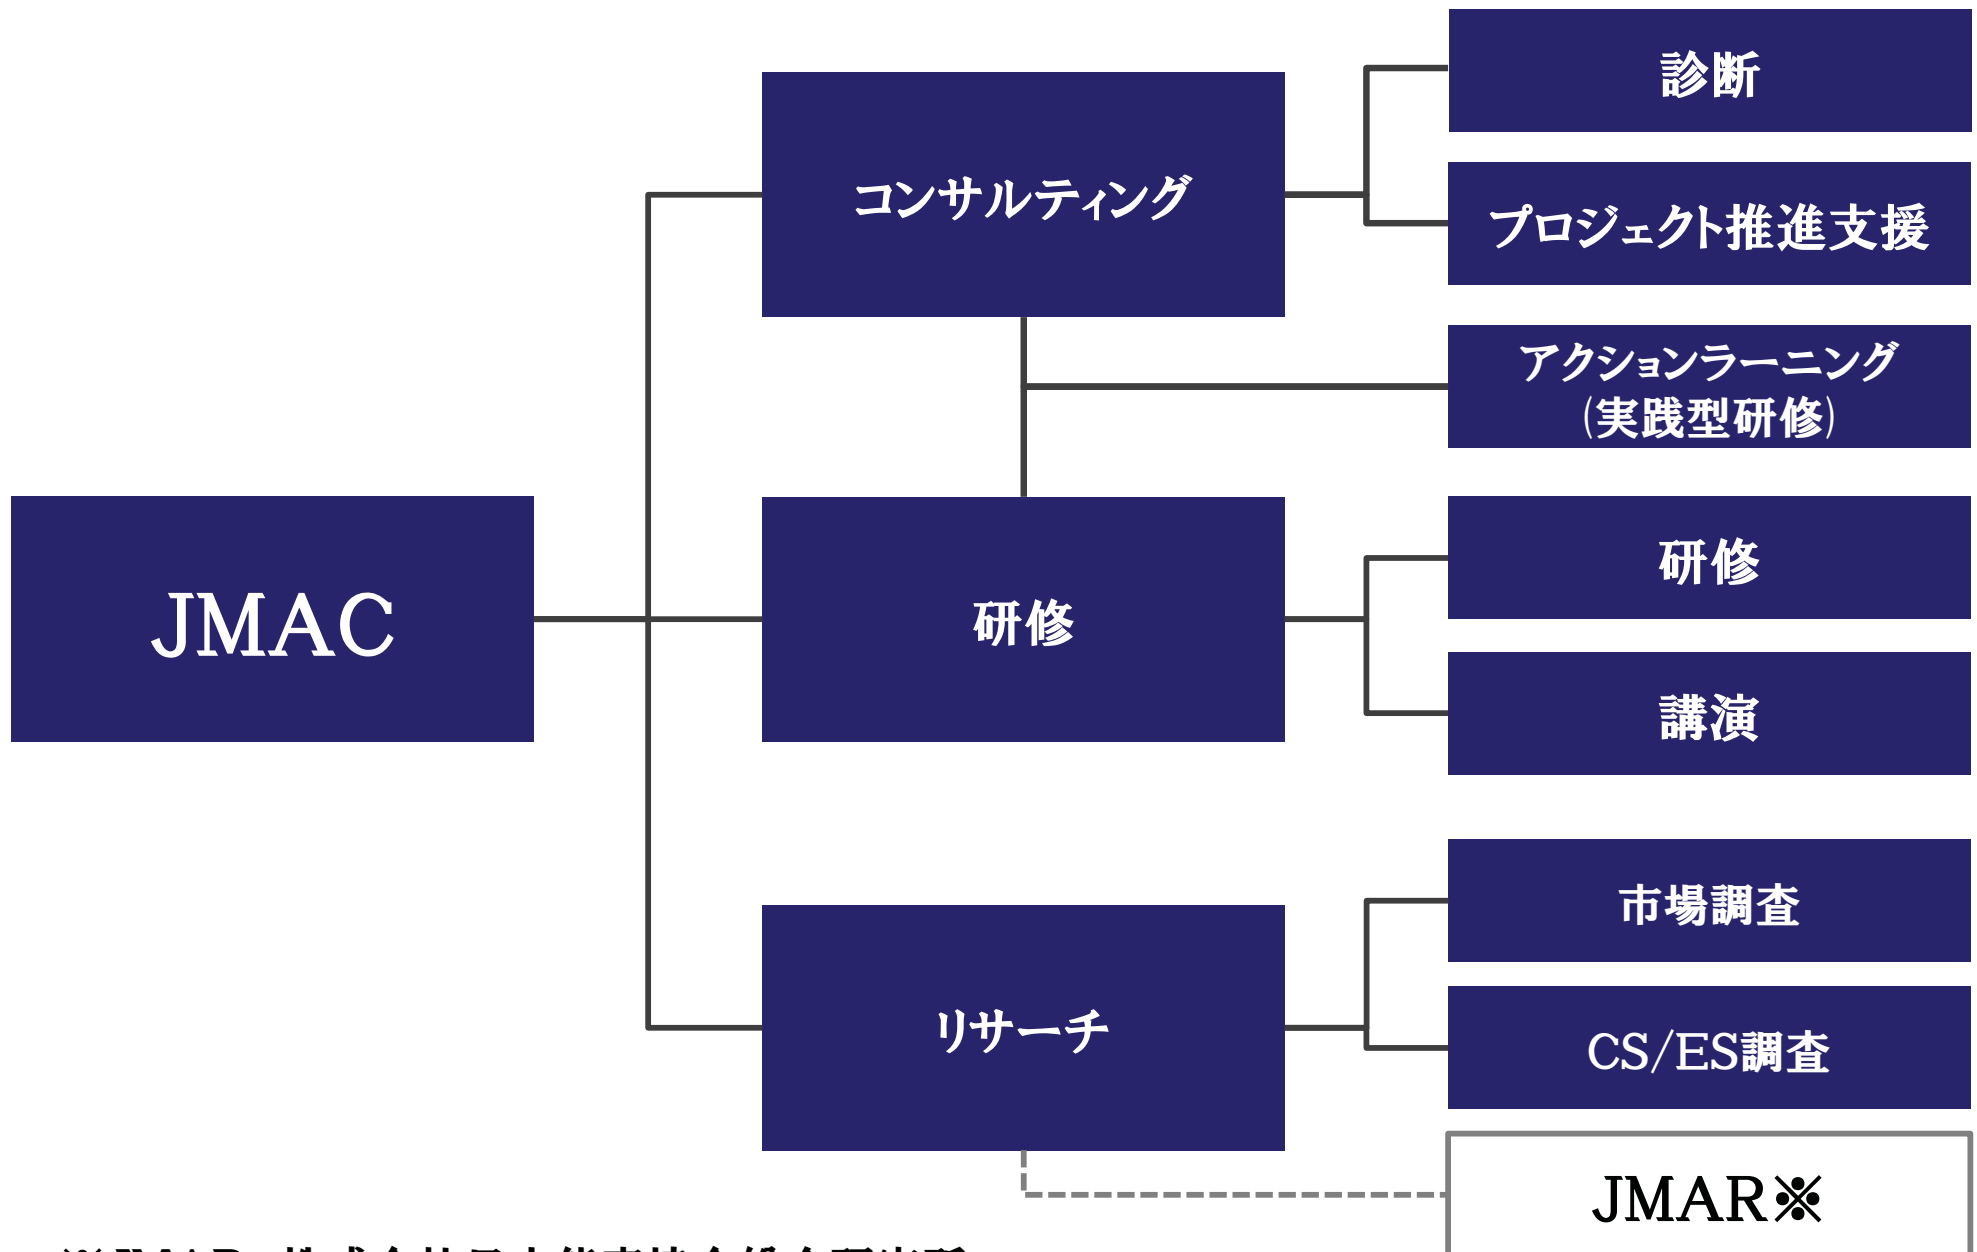 診断
コンサルティング
プロジェクト推進支援
アクションラーニング
(実践型研修)
JMAC
研修
研修
講演
市場調査
リサーチ
CS/ES調査
JMAR※